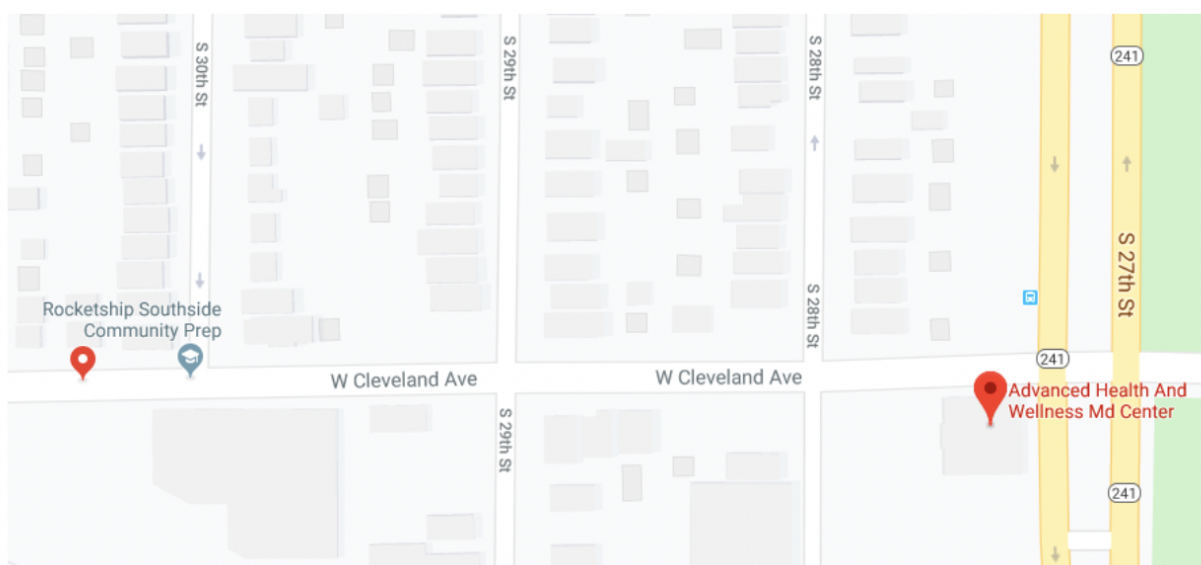 S 30th St
S 29th St
S 28th St
241
S 27th St
S 28th St
Rocketship Southside
Community Prep
241
W Cleveland Ave
W Cleveland Ave
Advanced Health And
Wellness Md Center
S 29th St
241